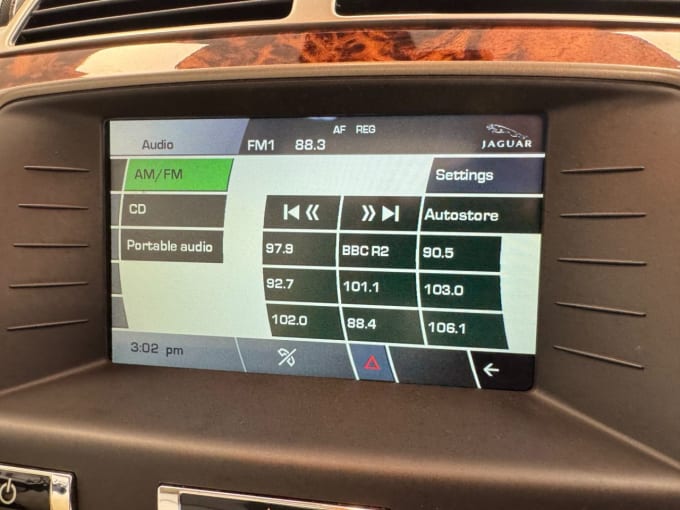 Audio FM1 88.3 AF REG JAGUAR
AM/FM Settings
CD Autostore
Portable audio 97.9 BBC R2 90.5
92.7 101.1 103.0
102.0 88.4 106.1
3:02 pm